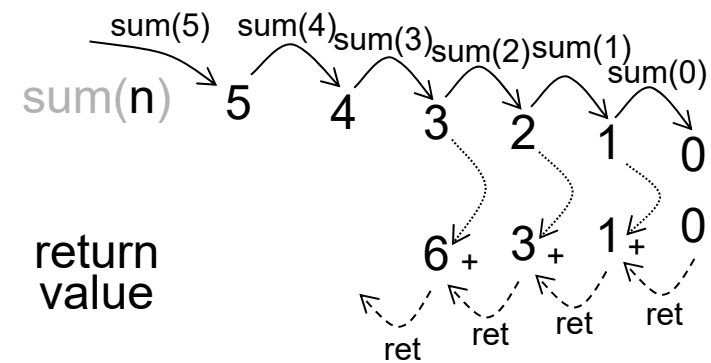 sum(5) sum(4) sum(3) sum(2) sum(1) sum(0)
sum(n) 5 4 3 2 1 0
return value 6 + 3 + 1 + 0
ret ret ret ret